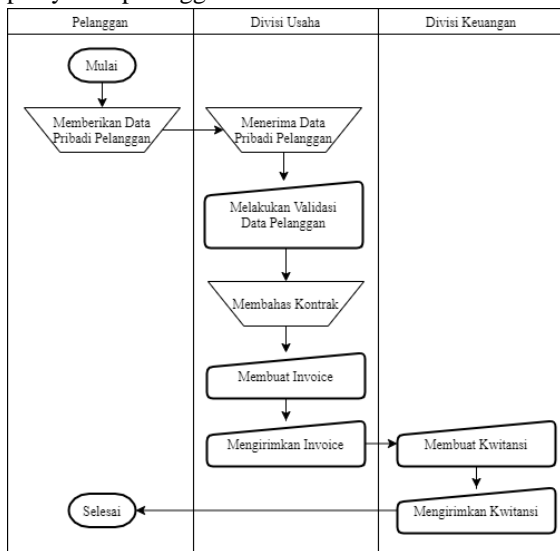 Pelanggan
Divisi Usaha
Divisi Keuangan
Mulai
Memberikan Data
Pribadi Pelanggan
Menerima Data
Pribadi Pelanggan
Melakukan Validasi
Data Pelanggan
Membahas Kontrak
Membuat Invoice
Mengirimkan Invoice
Membuat Kwitansi
Mengirimkan Kwitansi
Selesai